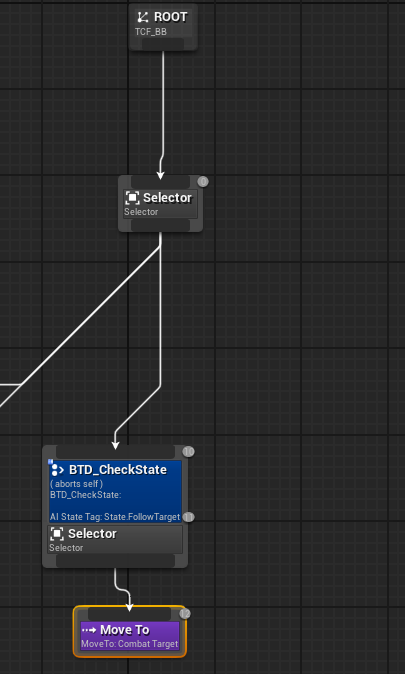 ROOT
TCF_BB
Selector
Selector
BTD_CheckState
( aborts self )
BTD_CheckState:
AI State Tag: State.FollowTarget
Selector
Selector
Move To
MoveTo: Combat Target